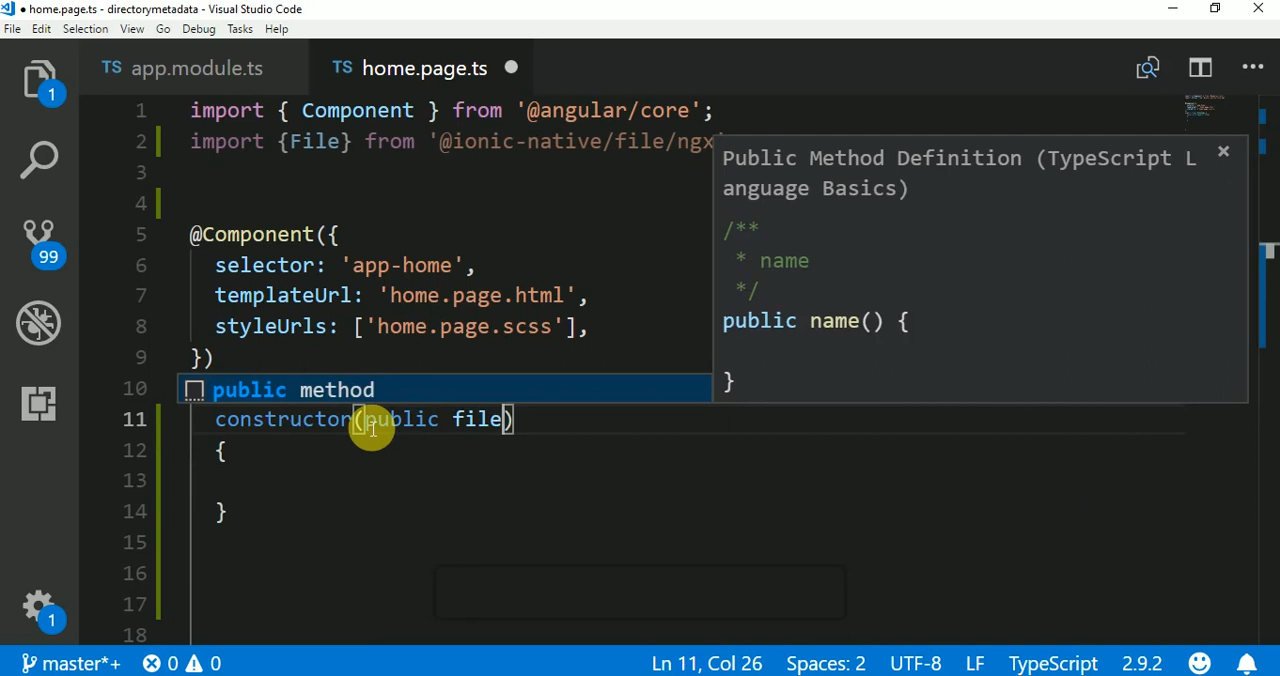 ● home.page.ts - directorymetadata - Visual Studio Code
File Edit Selection View Go Debug Tasks Help
TS app.module.ts TS home.page.ts
1 import { Component } from '@angular/core';
2 import {File} from '@ionic-native/file/ngx
3
4
5 @Component({
6 selector: 'app-home',
7 templateUrl: 'home.page.html',
8 styleUrls: ['home.page.scss'],
9 })
10 public method
11 constructor(public file)
12 {
13
14 }
15
16
17
18
Public Method Definition (TypeScript L
anguage Basics)
/**
* name
*/
public name() {
}
1
99
1
master*+ 0 0 Ln 11, Col 26 Spaces: 2 UTF-8 LF TypeScript 2.9.2